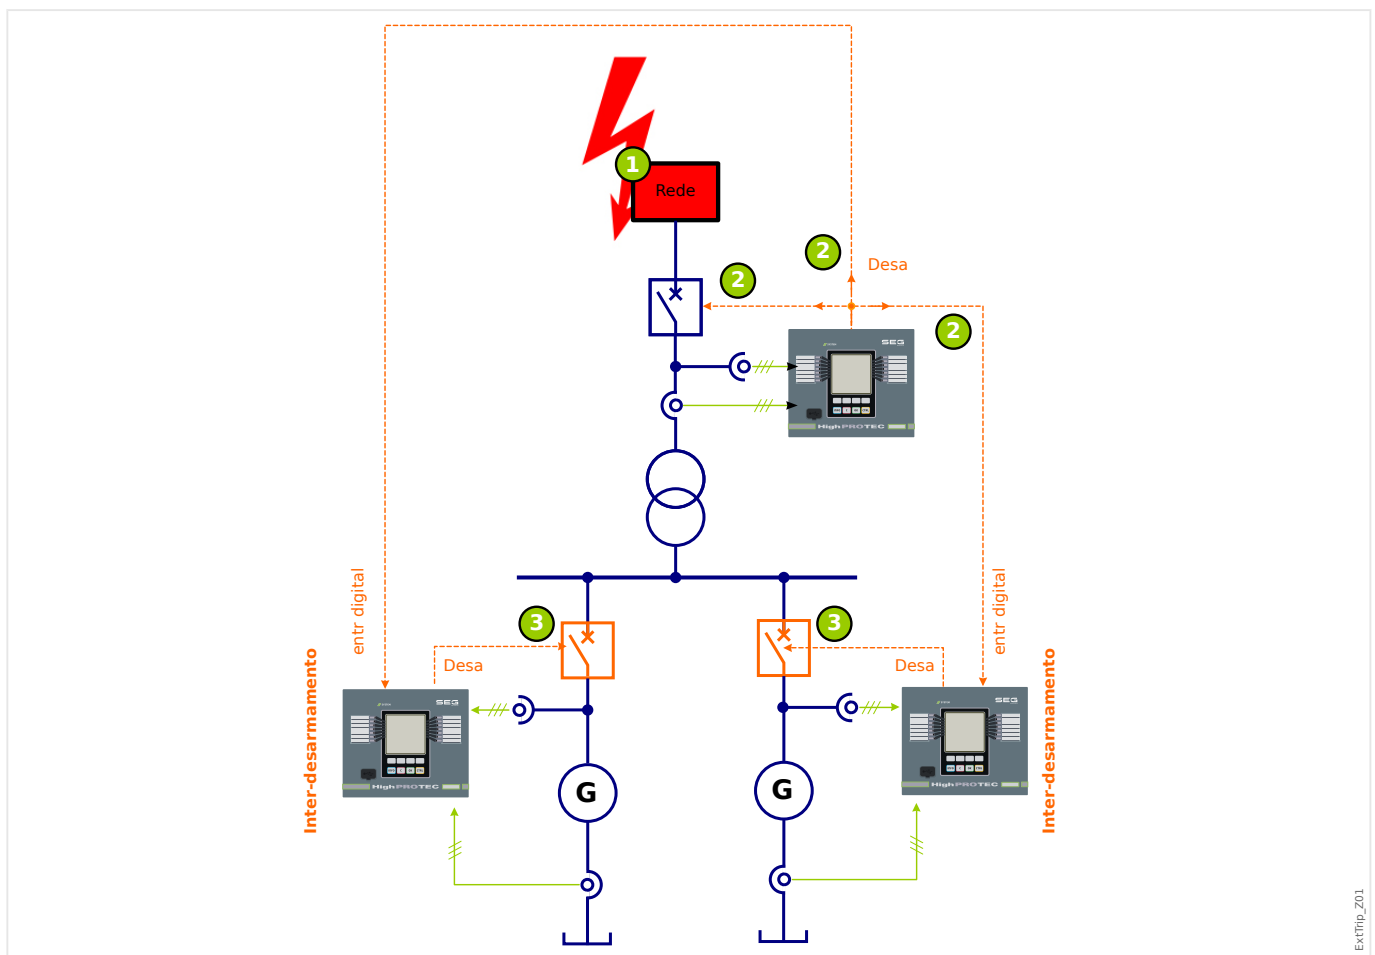 1
Rede
2
Desa
2
2
SEG
HighPROTEC
entr digital
entr digital
3
3
Desa
Desa
Inter-desarmamento
Inter-desarmamento
SEG
SEG
HighPROTEC
HighPROTEC
G
G
ExtTrip_Z01